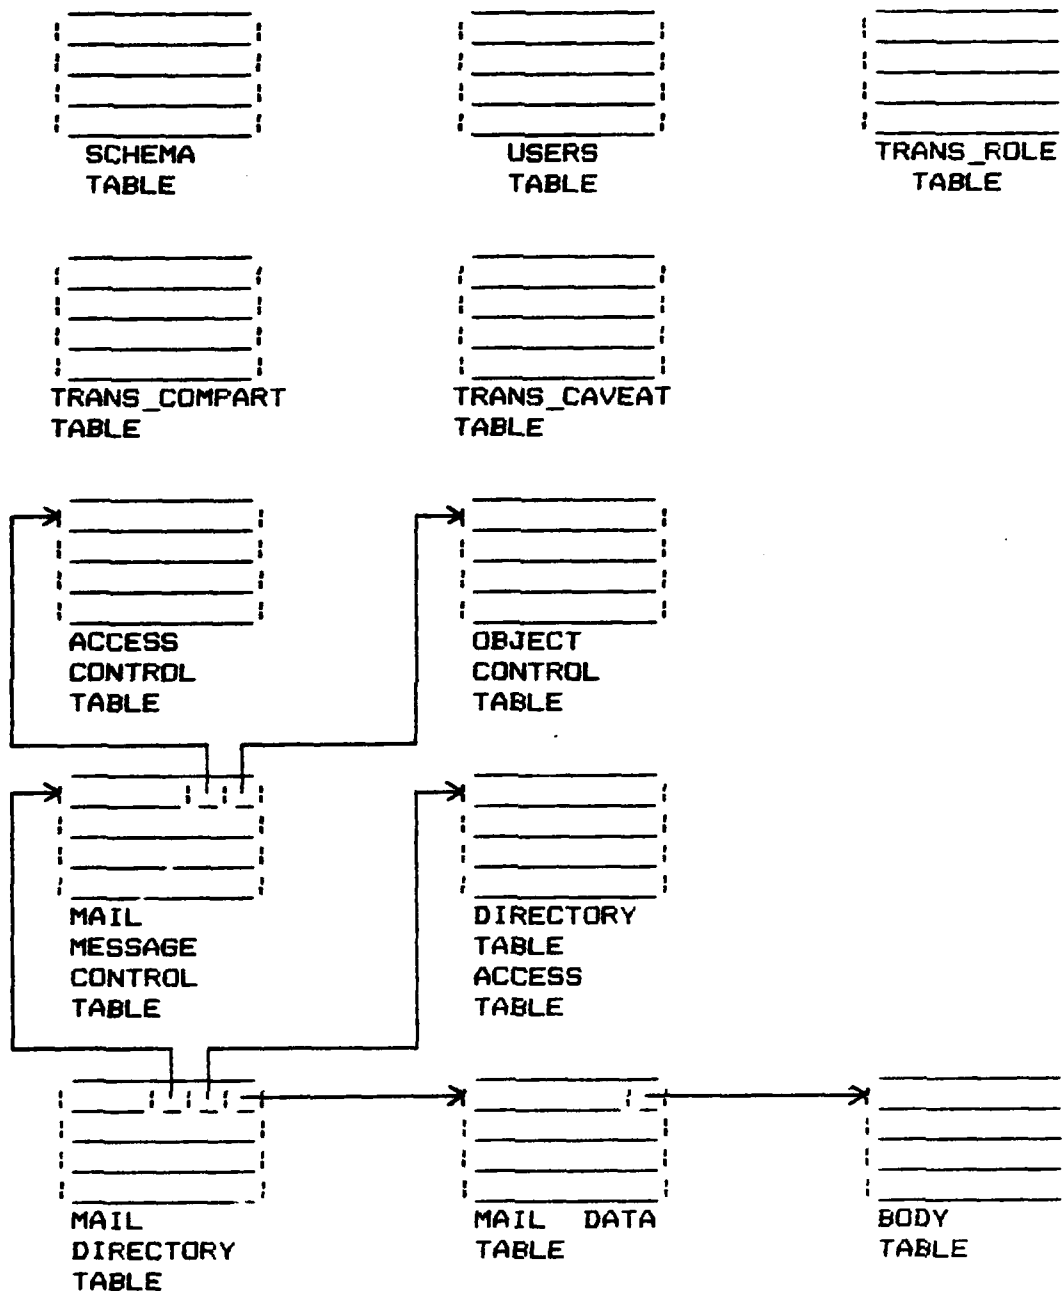 SCHEMA
TABLE
USERS
TABLE
TRANS_ROLE
TABLE
TRANS_COMPART
TABLE
TRANS_CAVEAT
TABLE
ACCESS
CONTROL
TABLE
OBJECT
CONTROL
TABLE
MAIL
MESSAGE
CONTROL
TABLE
DIRECTORY
TABLE
ACCESS
TABLE
MAIL
DIRECTORY
TABLE
MAIL DATA
TABLE
BODY
TABLE